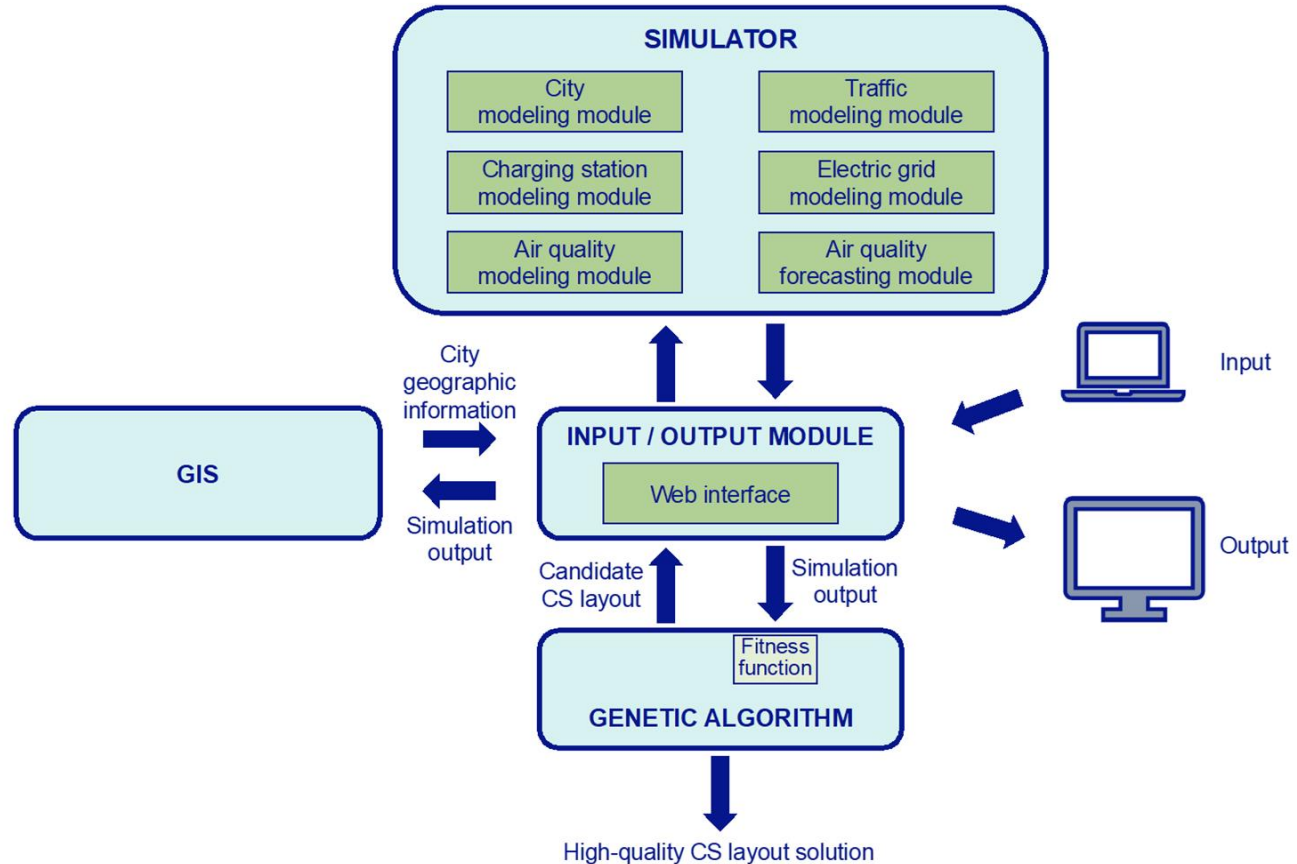 SIMULATOR
City
modeling module
Traffic
modeling module
Charging station
modeling module
Electric grid
modeling module
Air quality
modeling module
Air quality
forecasting module
City
geographic
information
Input
GIS
INPUT / OUTPUT MODULE
Web interface
Simulation
output
Output
Candidate
CS layout
Simulation
output
Fitness
function
GENETIC ALGORITHM
High-quality CS layout solution